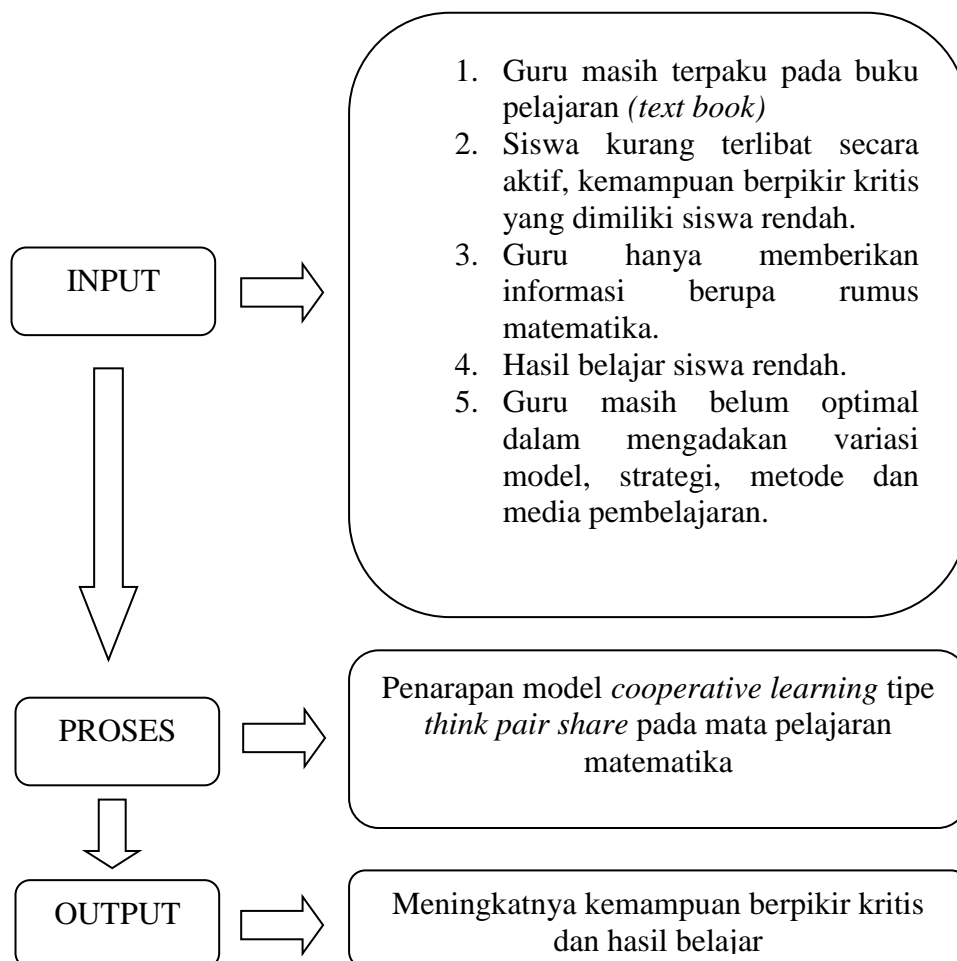 INPUT
1. Guru masih terpaku pada buku
pelajaran (text book)
2. Siswa kurang terlibat secara
aktif, kemampuan berpikir kritis
yang dimiliki siswa rendah.
3. Guru hanya memberikan
informasi berupa rumus
matematika.
4. Hasil belajar siswa rendah.
5. Guru masih belum optimal
dalam mengadakan variasi
model, strategi, metode dan
media pembelajaran.
PROSES
Penarapan model cooperative learning tipe
think pair share pada mata pelajaran
matematika
OUTPUT
Meningkatnya kemampuan berpikir kritis
dan hasil belajar